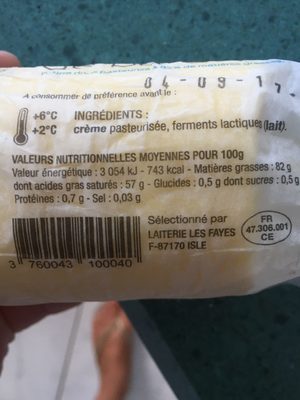 04-09-17
A consommer de préférence avant le :
+6°C
+2°C
INGRÉDIENTS :
crème pasteurisée, ferments lactiques (lait).
VALEURS NUTRITIONNELLES MOYENNES POUR 100g
Valeur énergétique : 3 054 kJ - 743 kcal - Matières grasses : 82 g
dont acides gras saturés : 57 g - Glucides : 0,5 g dont sucres : 0,5 g
Protéines : 0,7 g - Sel : 0,03 g
Sélectionné par
LAITERIE LES FAYES
F-87170 ISLE
FR
47.306.001
CE
3 760043 100040